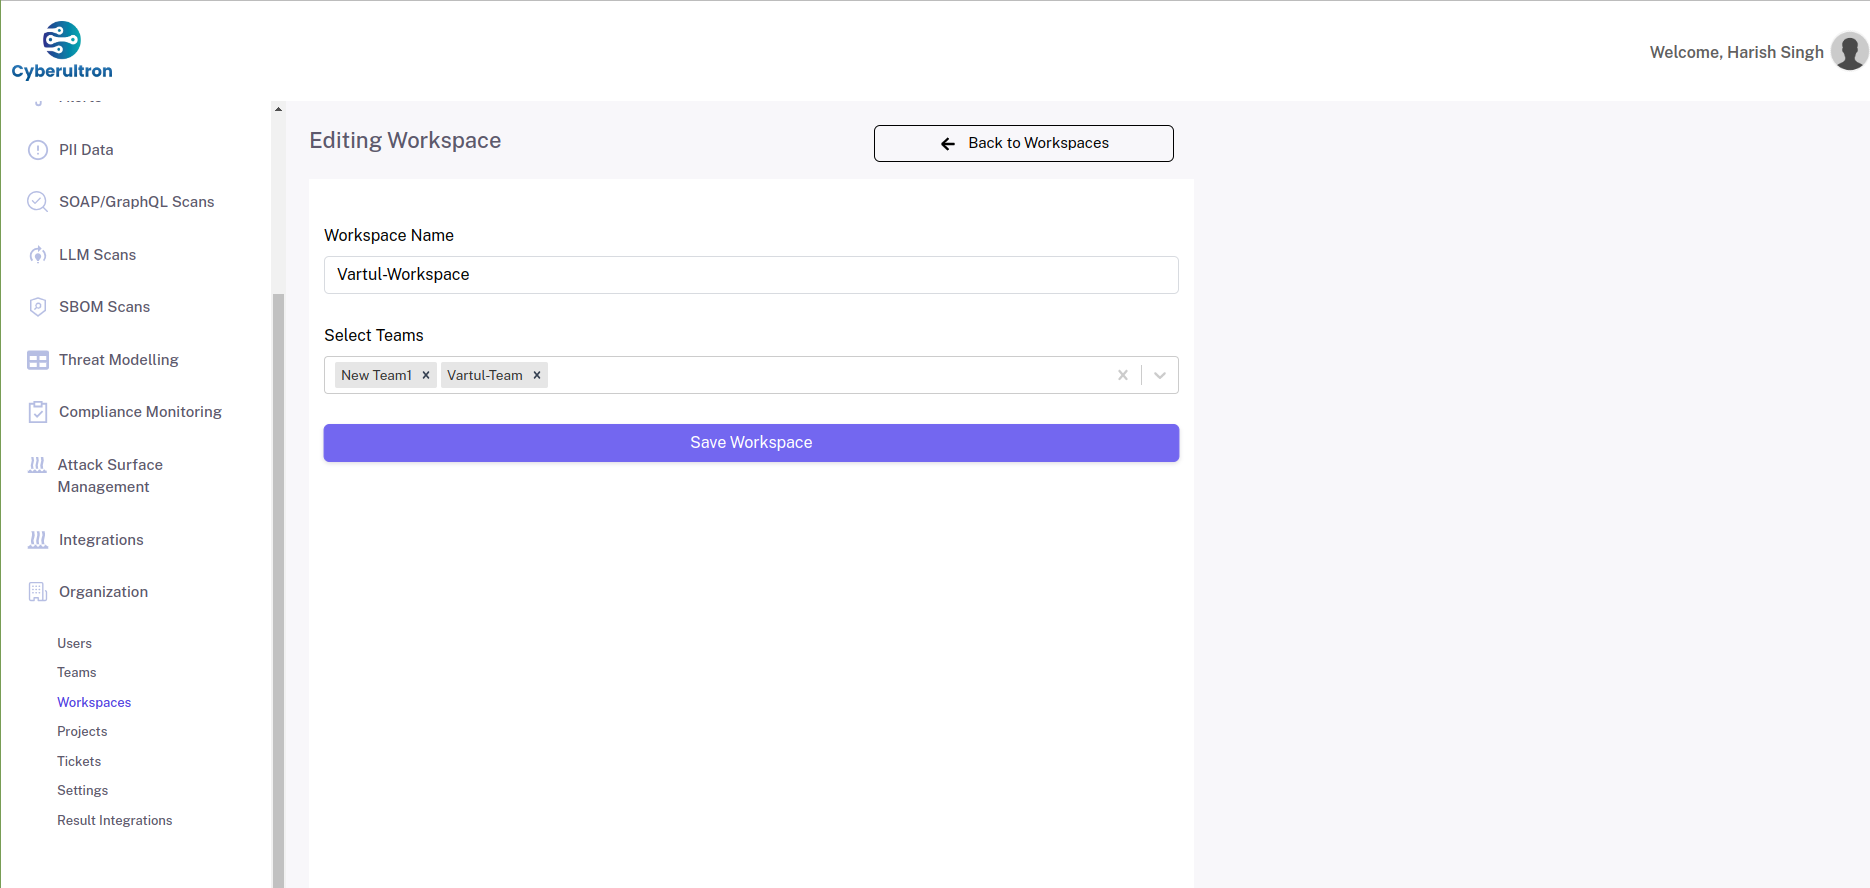 Cyberultron
Welcome, Harish Singh
Alerts
PII Data
SOAP/GraphQL Scans
LLM Scans
SBOM Scans
Threat Modelling
Compliance Monitoring
Attack Surface
Management
Integrations
Organization
Users
Teams
Workspaces
Projects
Tickets
Settings
Result Integrations
Editing Workspace
Back to Workspaces
Workspace Name
Vartul-Workspace
Select Teams
New Team1 Vartul-Team
Save Workspace